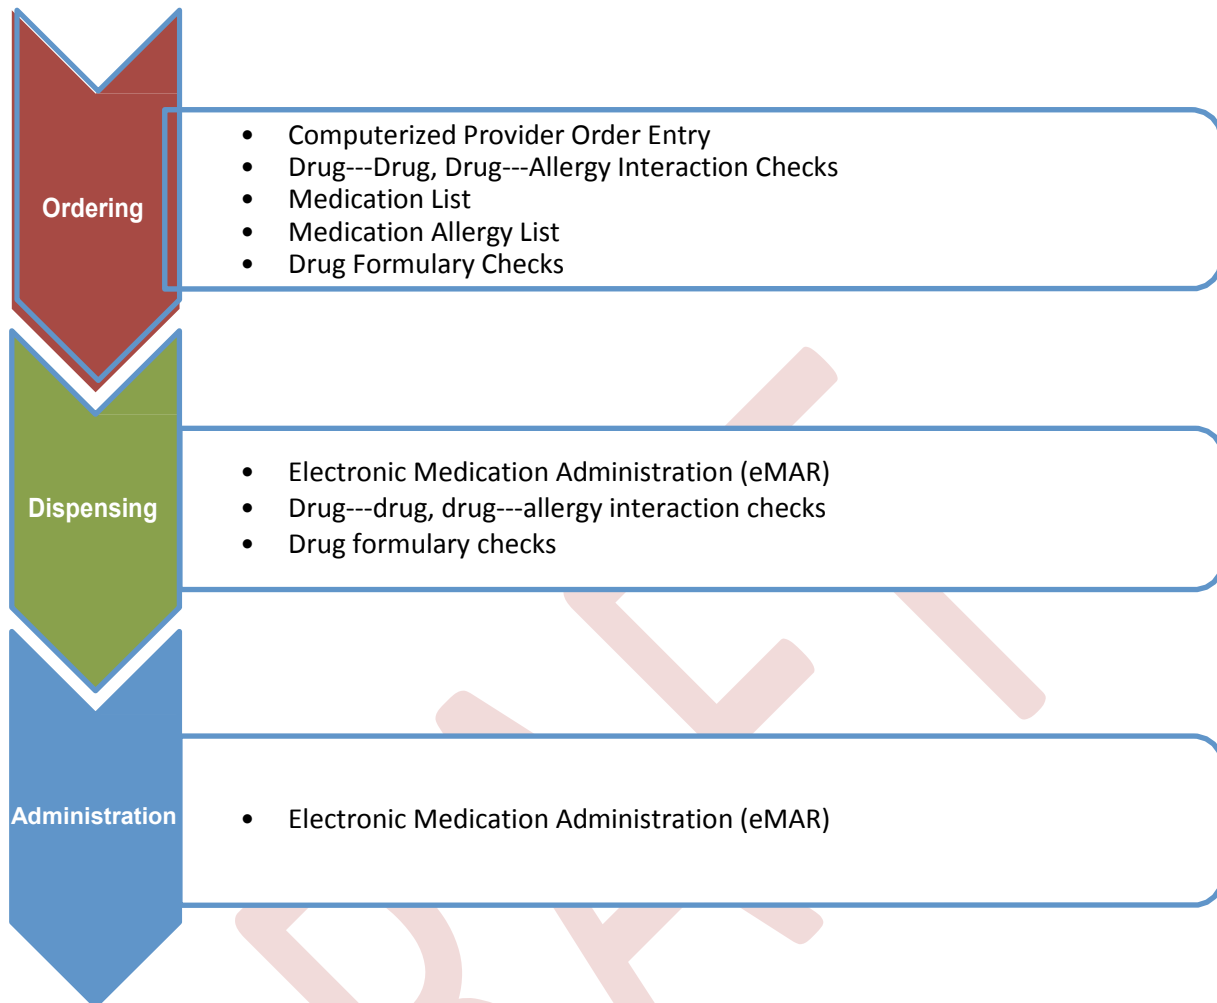 Ordering
• Computerized Provider Order Entry
• Drug---Drug, Drug---Allergy Interaction Checks
• Medication List
• Medication Allergy List
• Drug Formulary Checks
Dispensing
• Electronic Medication Administration (eMAR)
• Drug---drug, drug---allergy interaction checks
• Drug formulary checks
Administration
• Electronic Medication Administration (eMAR)
DRAFT